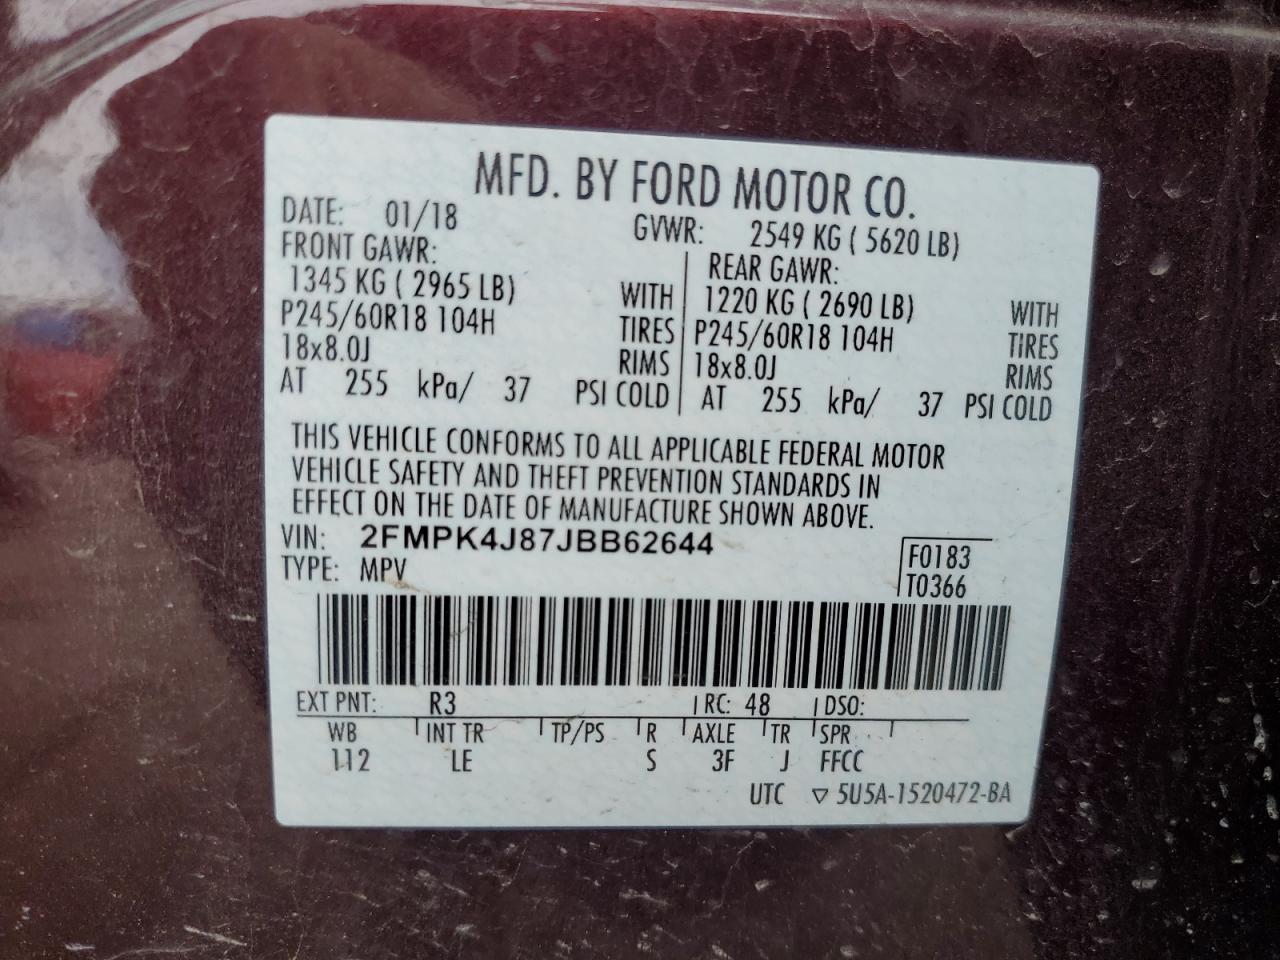 MFD. BY FORD MOTOR CO.
DATE: 01/18 GVWR: 2549 KG ( 5620 LB)
FRONT GAWR: REAR GAWR:
1345 KG ( 2965 LB) WITH 1220 KG ( 2690 LB) WITH
P245/60R18 104H TIRES P245/60R18 104H TIRES
18x8.0J RIMS 18x8.0J RIMS
AT 255 kPa/ 37 PSI COLD AT 255 kPa/ 37 PSI COLD
THIS VEHICLE CONFORMS TO ALL APPLICABLE FEDERAL MOTOR
VEHICLE SAFETY AND THEFT PREVENTION STANDARDS IN
EFFECT ON THE DATE OF MANUFACTURE SHOWN ABOVE.
VIN: 2FMPK4J87JBB62644 F0183
TYPE: MPV T0366
EXT PNT: R3 RC: 48 DSO:
WB INT TR TP/PS R AXLE TR SPR
112 LE S 3F J FFCC
UTC ▽ 5U5A-1520472-BA